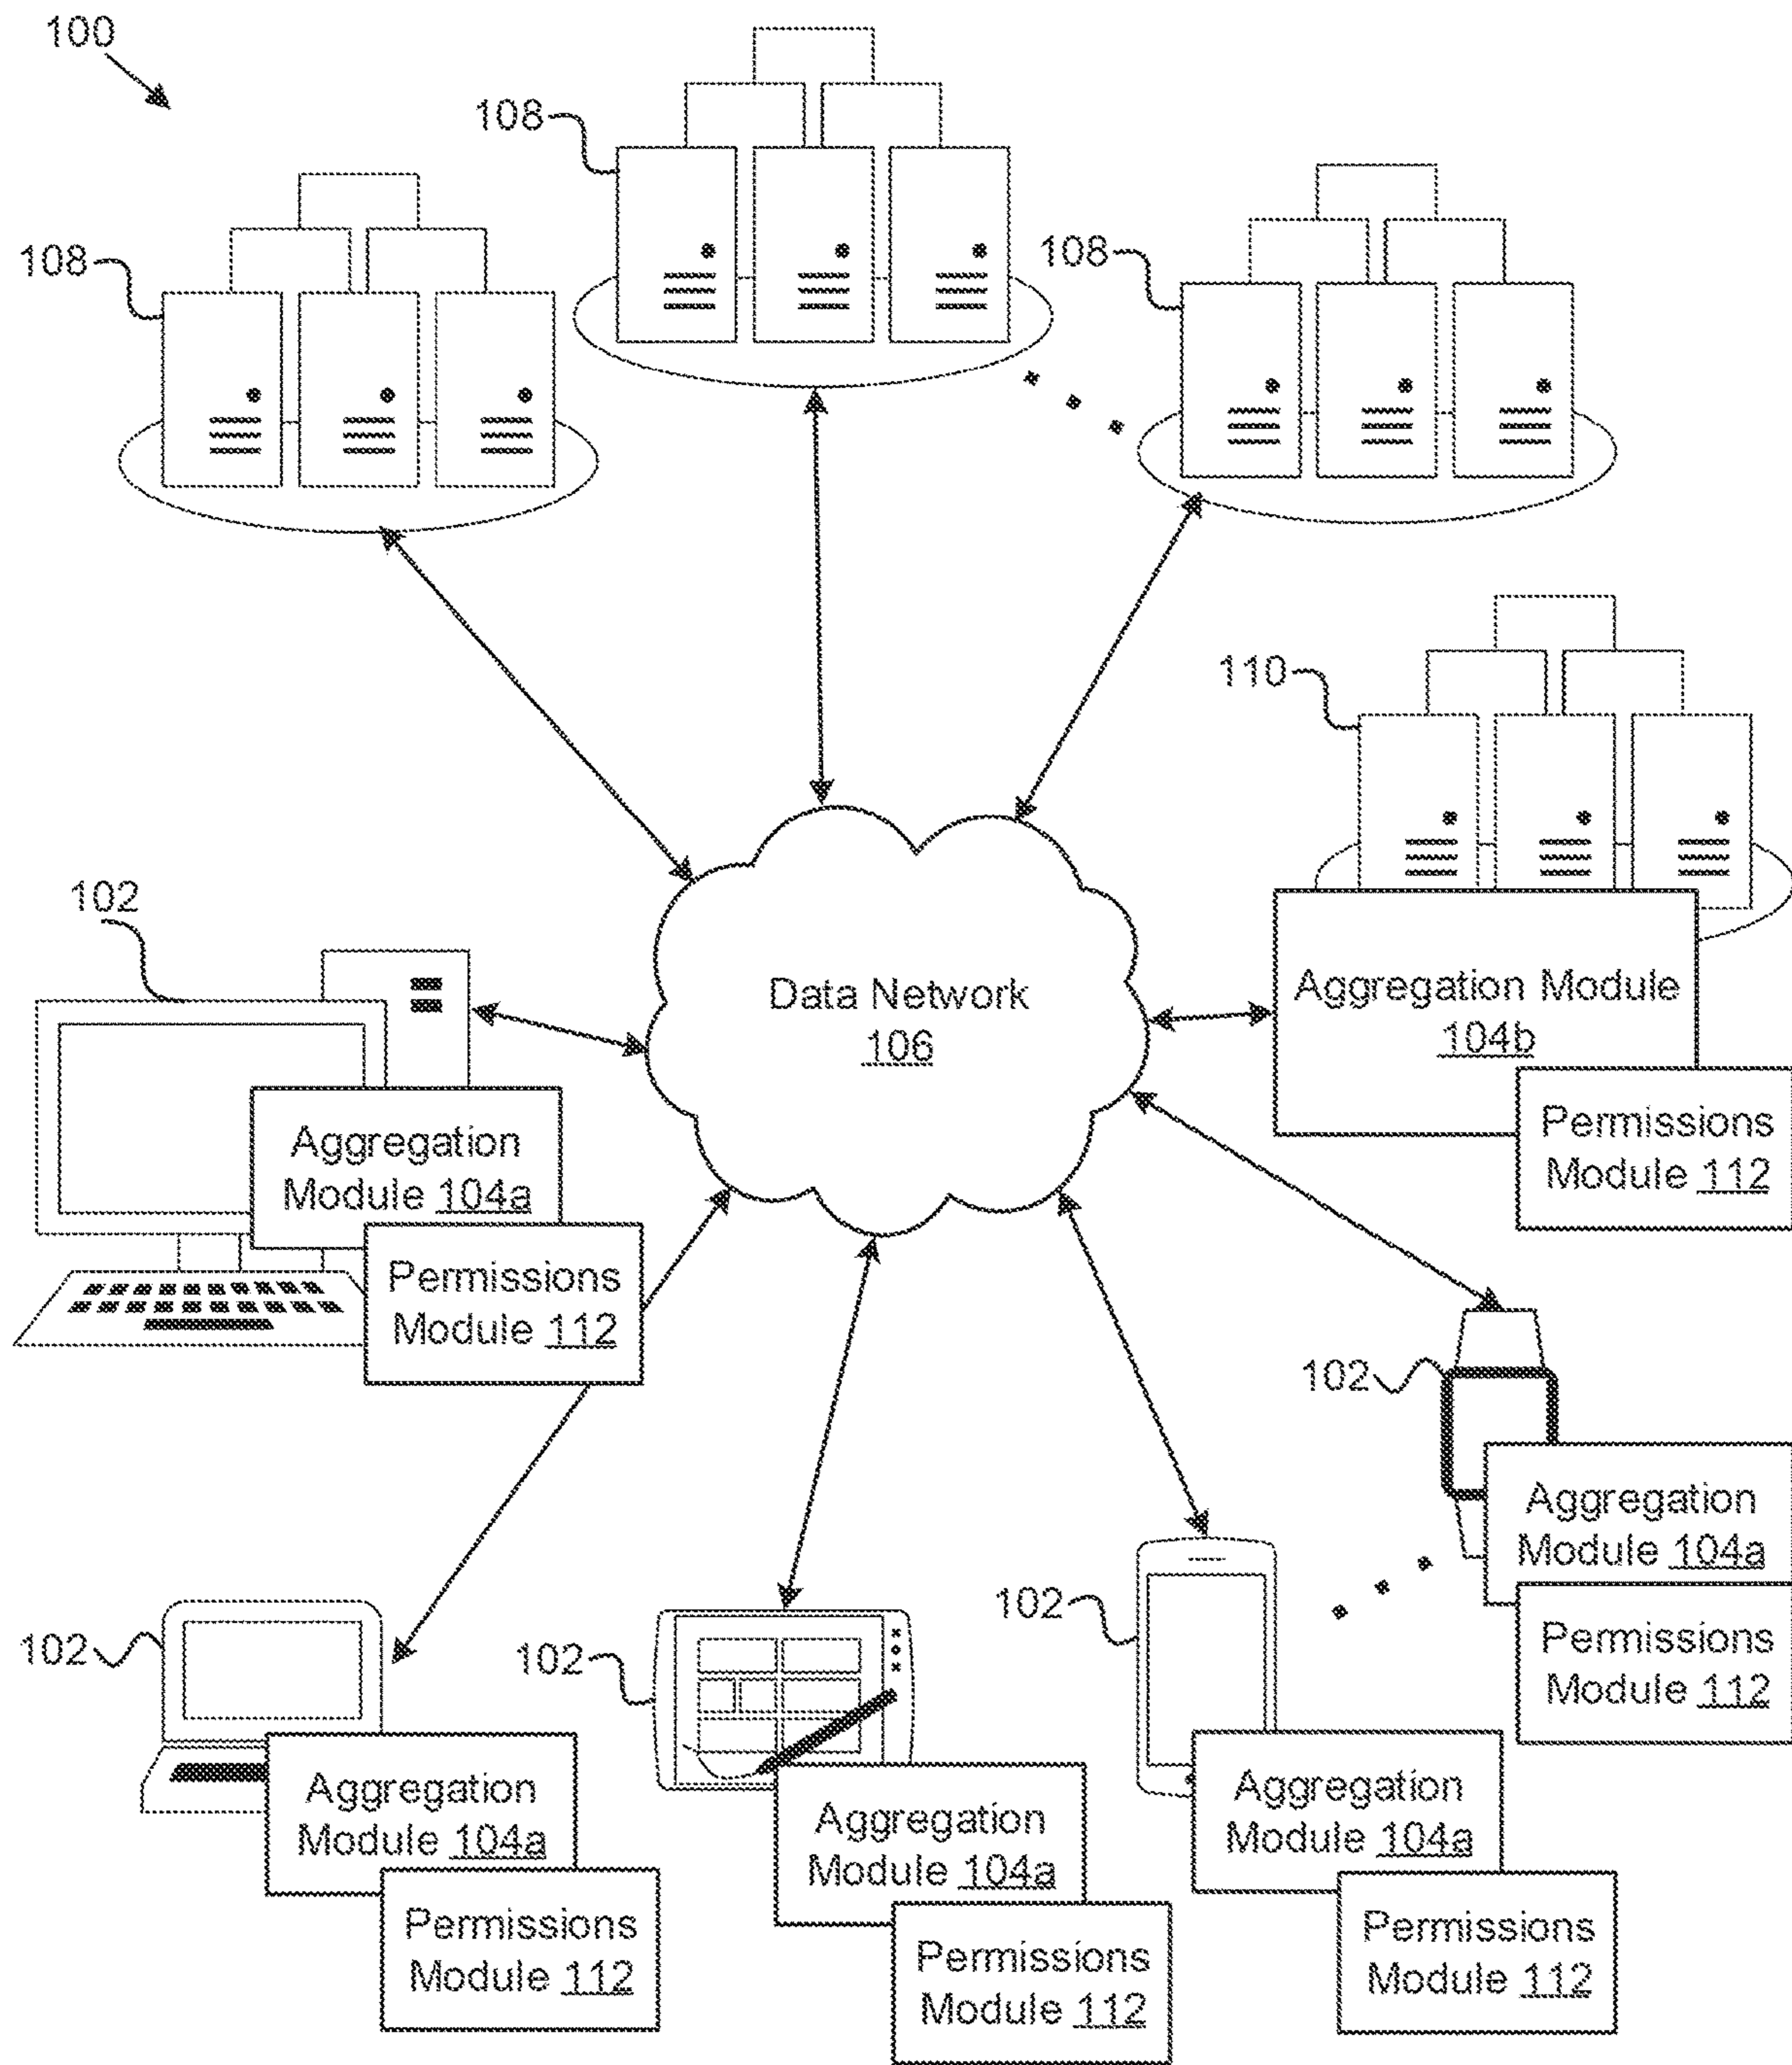 100
108
108
108
110
102
Data Network
106
Aggregation Module
104b
Permissions
Module 112
Aggregation
Module 104a
Permissions
Module 112
102
Aggregation
Module 104a
Permissions
Module 112
102
Aggregation
Module 104a
Permissions
Module 112
102
Aggregation
Module 104a
Permissions
Module 112
102
Aggregation
Module 104a
Permissions
Module 112